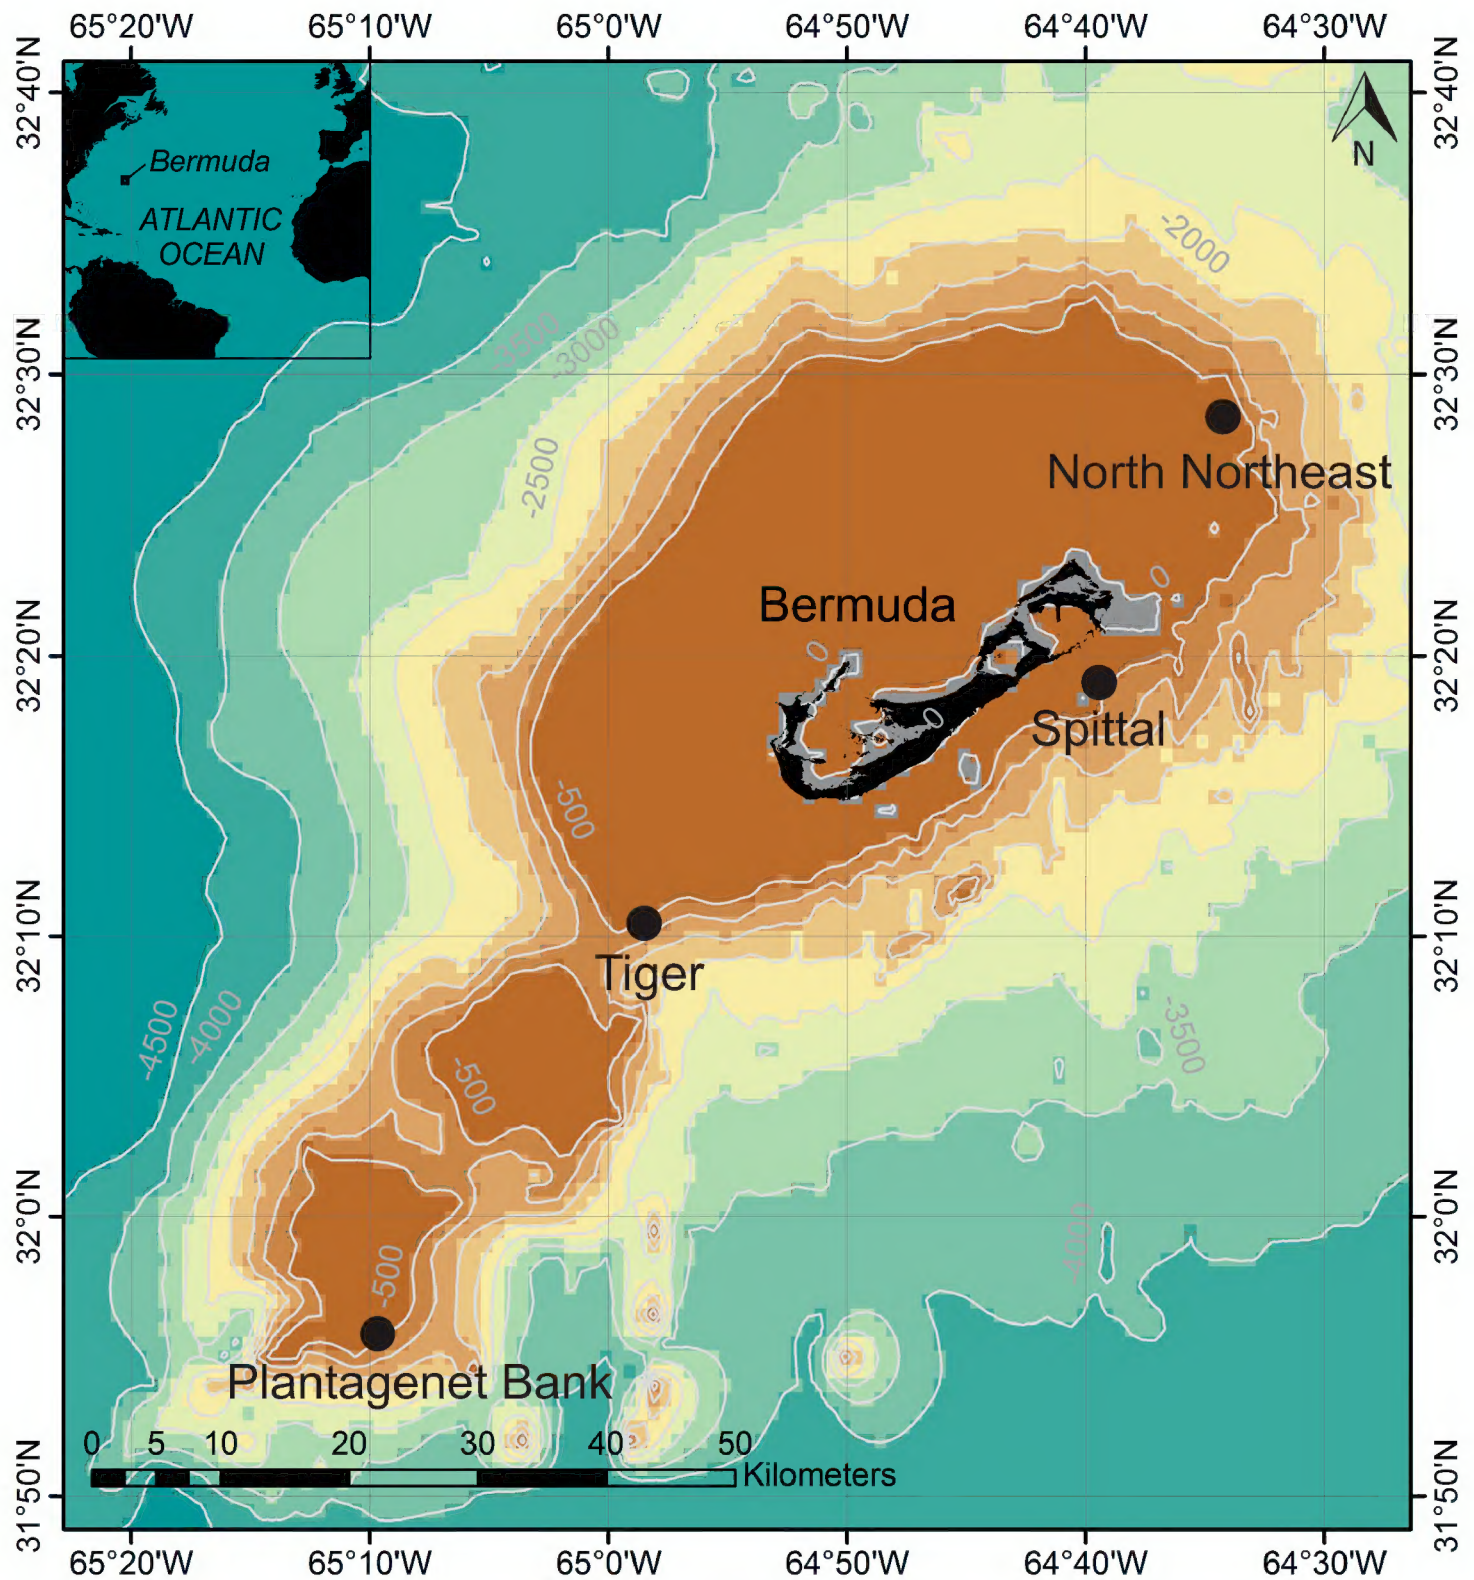 65°20'W 65°10'W 65°0'W 64°50'W 64°40'W 64°30'W
32°40'N
32°40'N
N
Bermuda
ATLANTIC
OCEAN
-2000
-3500
-3000
32°30'N
32°30'N
-2500
North Northeast
0
Bermuda
0
32°20'N
32°20'N
0
Spittal
-500
32°10'N
32°10'N
Tiger
-4500
-4000
-3500
-500
32°0'N
32°0'N
-4000
-500
Plantagenet Bank
0 5 10 20 30 40 50
Kilometers
31°50'N
31°50'N
65°20'W 65°10'W 65°0'W 64°50'W 64°40'W 64°30'W